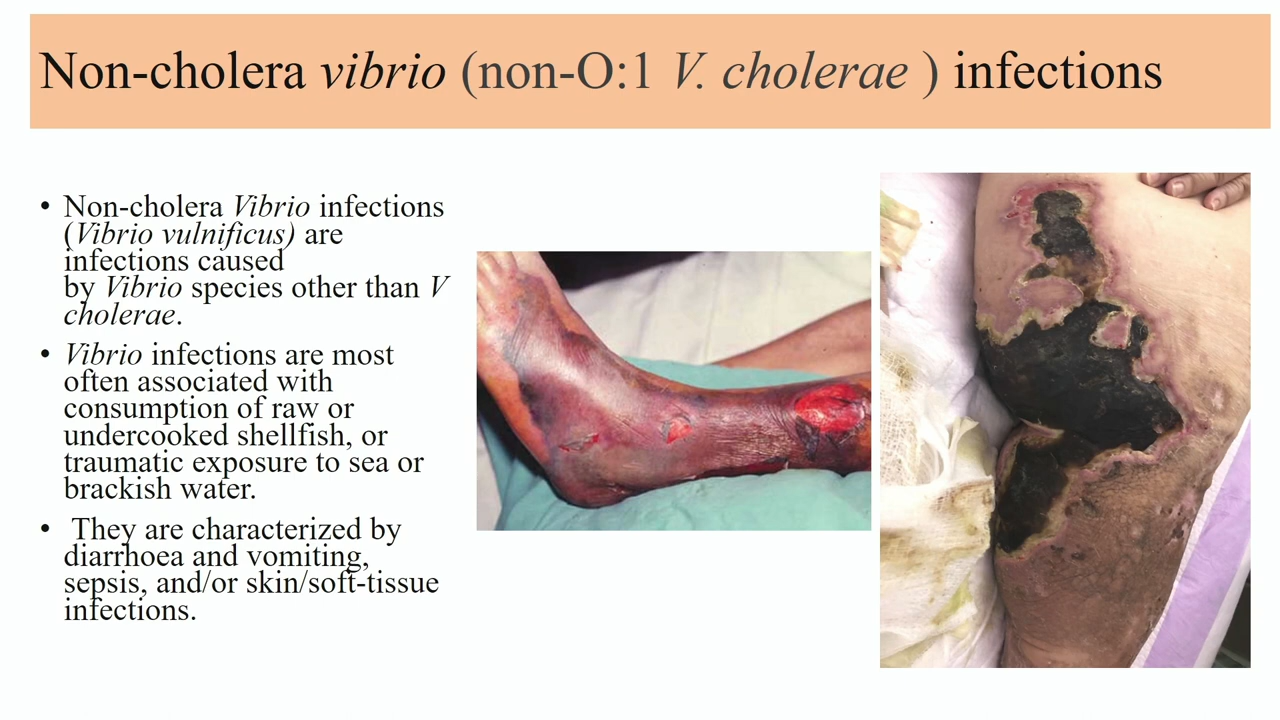 Non-cholera vibrio (non-O:1 V. cholerae ) infections
• Non-cholera Vibrio infections
(Vibrio vulnificus) are
infections caused
by Vibrio species other than V
cholerae.
• Vibrio infections are most
often associated with
consumption of raw or
undercooked shellfish, or
traumatic exposure to sea or
brackish water.
• They are characterized by
diarrhoea and vomiting,
sepsis, and/or skin/soft-tissue
infections.